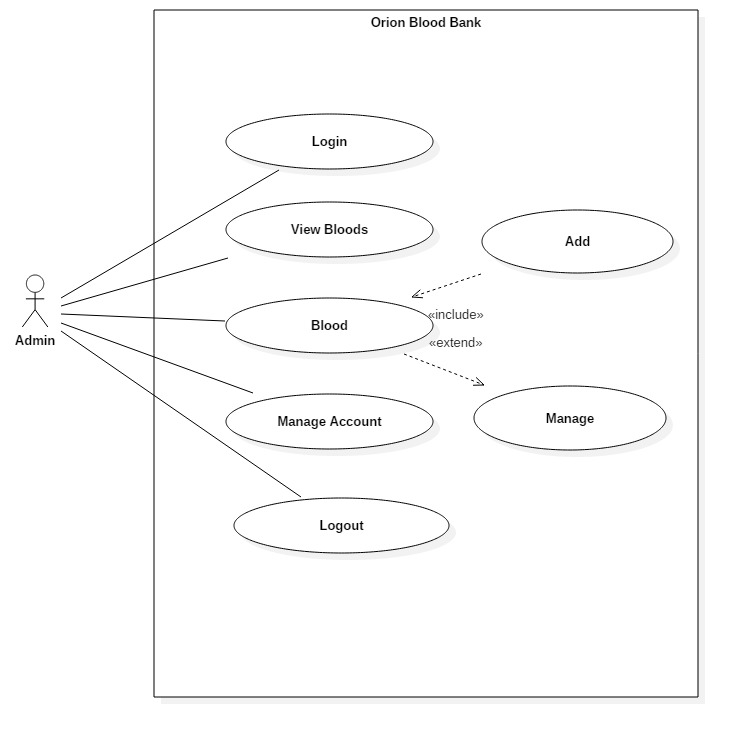 Orion Blood Bank
Login
View Bloods
Add
«include»
Blood
Admin
«extend»
Manage Account
Manage
Logout